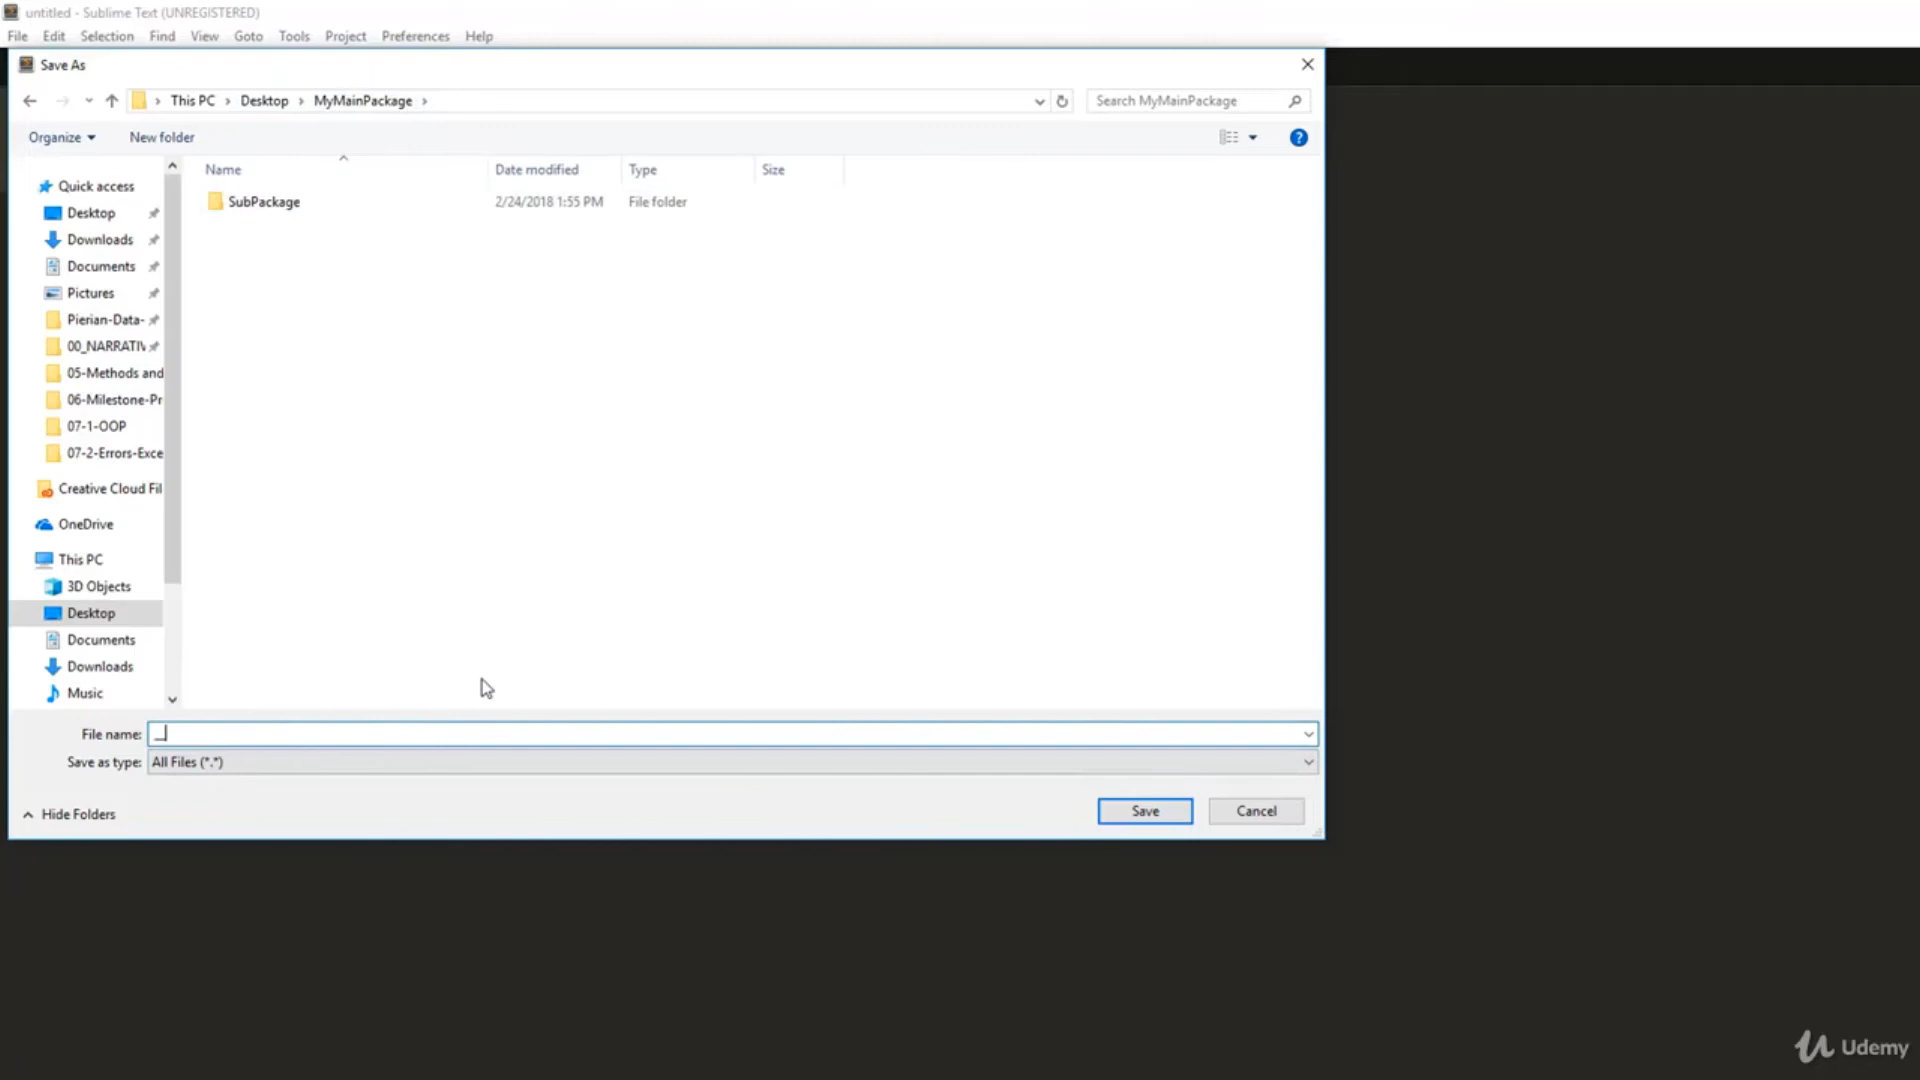 untitled - Sublime Text (UNREGISTERED)
File Edit Selection Find View Goto Tools Project Preferences Help
Save As
This PC Desktop MyMainPackage
Search MyMainPackage
Organize New folder
Name Date modified Type Size
SubPackage 2/24/2018 1:55 PM File folder
Quick access
Desktop
Downloads
Documents
Pictures
Pierian-Data-
00_NARRATIV
05-Methods and
06-Milestone-Pr
07-1-OOP
07-2-Errors-Exce
Creative Cloud Fil
OneDrive
This PC
3D Objects
Desktop
Documents
Downloads
Music
File name: __
Save as type: All Files (*.*)
Hide Folders
Save Cancel
Udemy